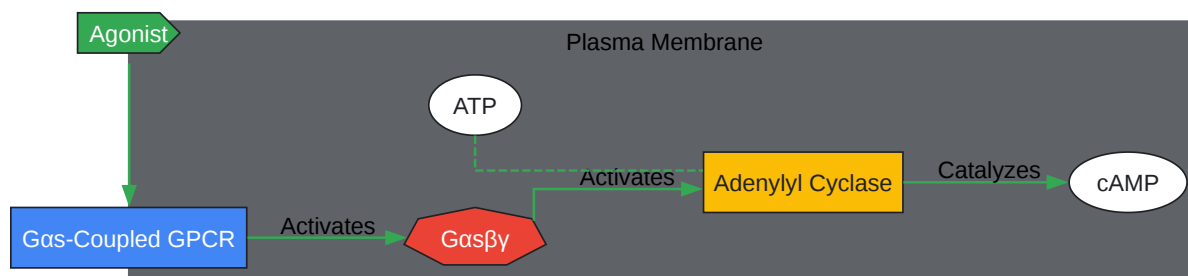 Agonist
Plasma Membrane
ATP
Activates
Adenylyl Cyclase
Catalyzes
cAMP
Gαs-Coupled GPCR
Activates
Gαsβγ